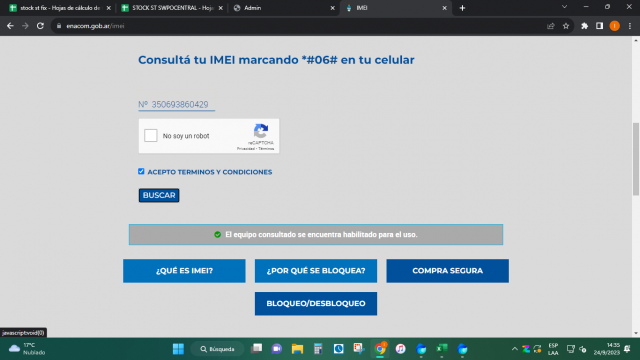 stock st fix - Hojas de cálculo de
STOCK ST SWPOCENTRAL - Hoja
Admin
IMEI
enacom.gob.ar/imei
Consultá tu IMEI marcando *#06# en tu celular
Nº 350693860429
No soy un robot
reCAPTCHA
Privacidad - Términos
ACEPTO TERMINOS Y CONDICIONES
BUSCAR
El equipo consultado se encuentra habilitado para el uso.
¿QUÉ ES IMEI?
¿POR QUÉ SE BLOQUEA?
COMPRA SEGURA
BLOQUEO/DESBLOQUEO
javascript:void(0)
17°C
Nublado
Búsqueda
ESP
LAA
14:35
24/9/2023